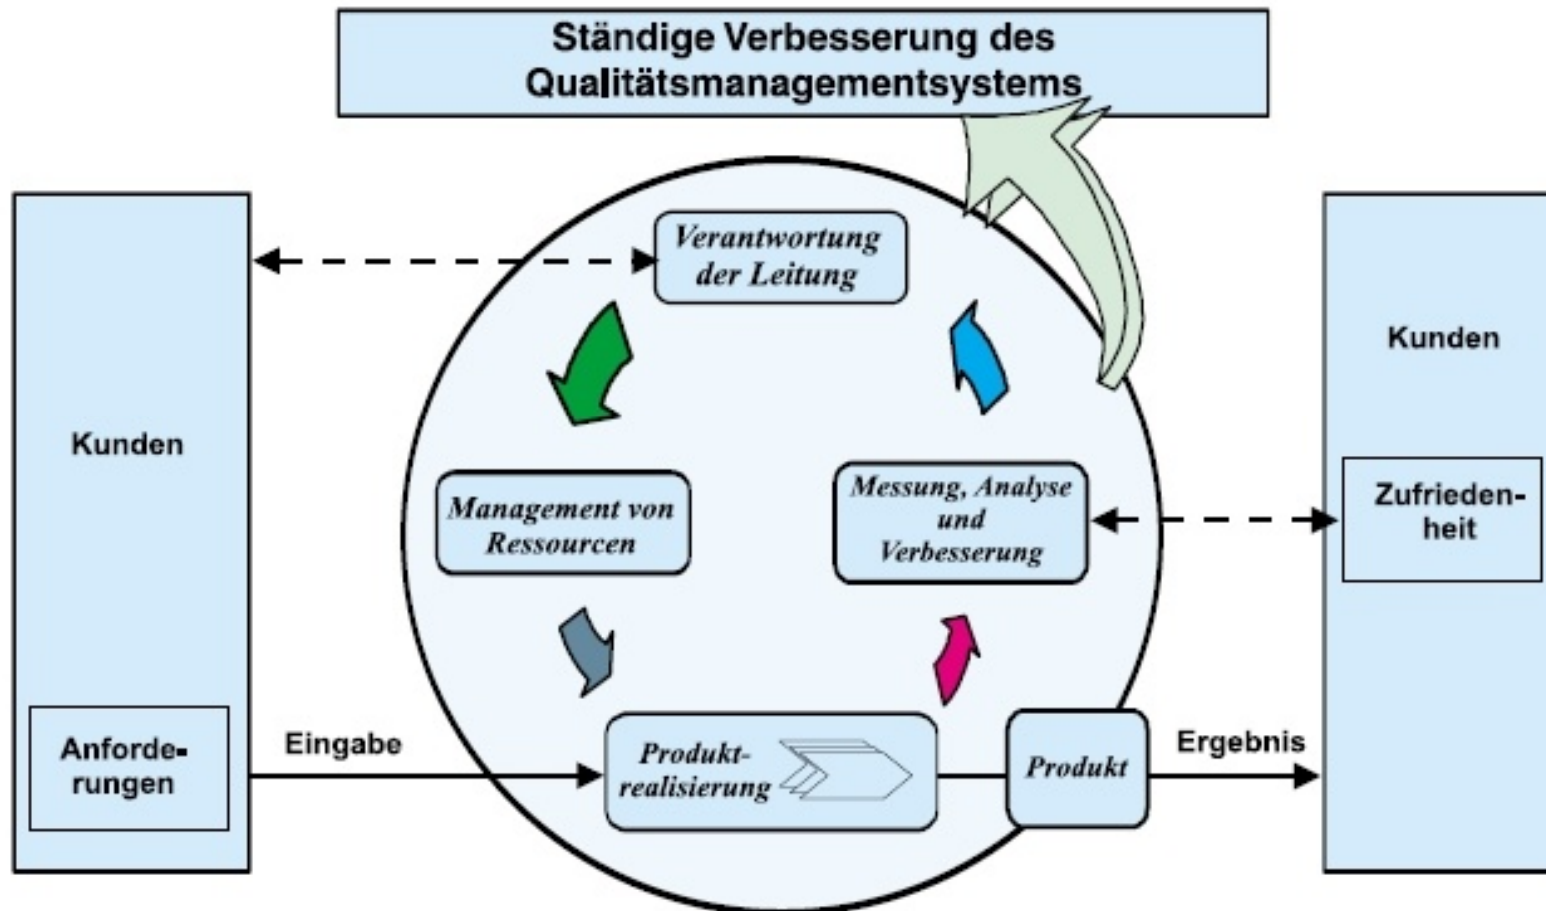 Ständige Verbesserung des
Qualitätsmanagementsystems
Verantwortung
der Leitung
Kunden
Kunden
Management von
Ressourcen
Messung, Analyse
und
Verbesserung
Zufrieden-
heit
Anforde-
rungen
Eingabe
Produkt-
realisierung
Produkt
Ergebnis